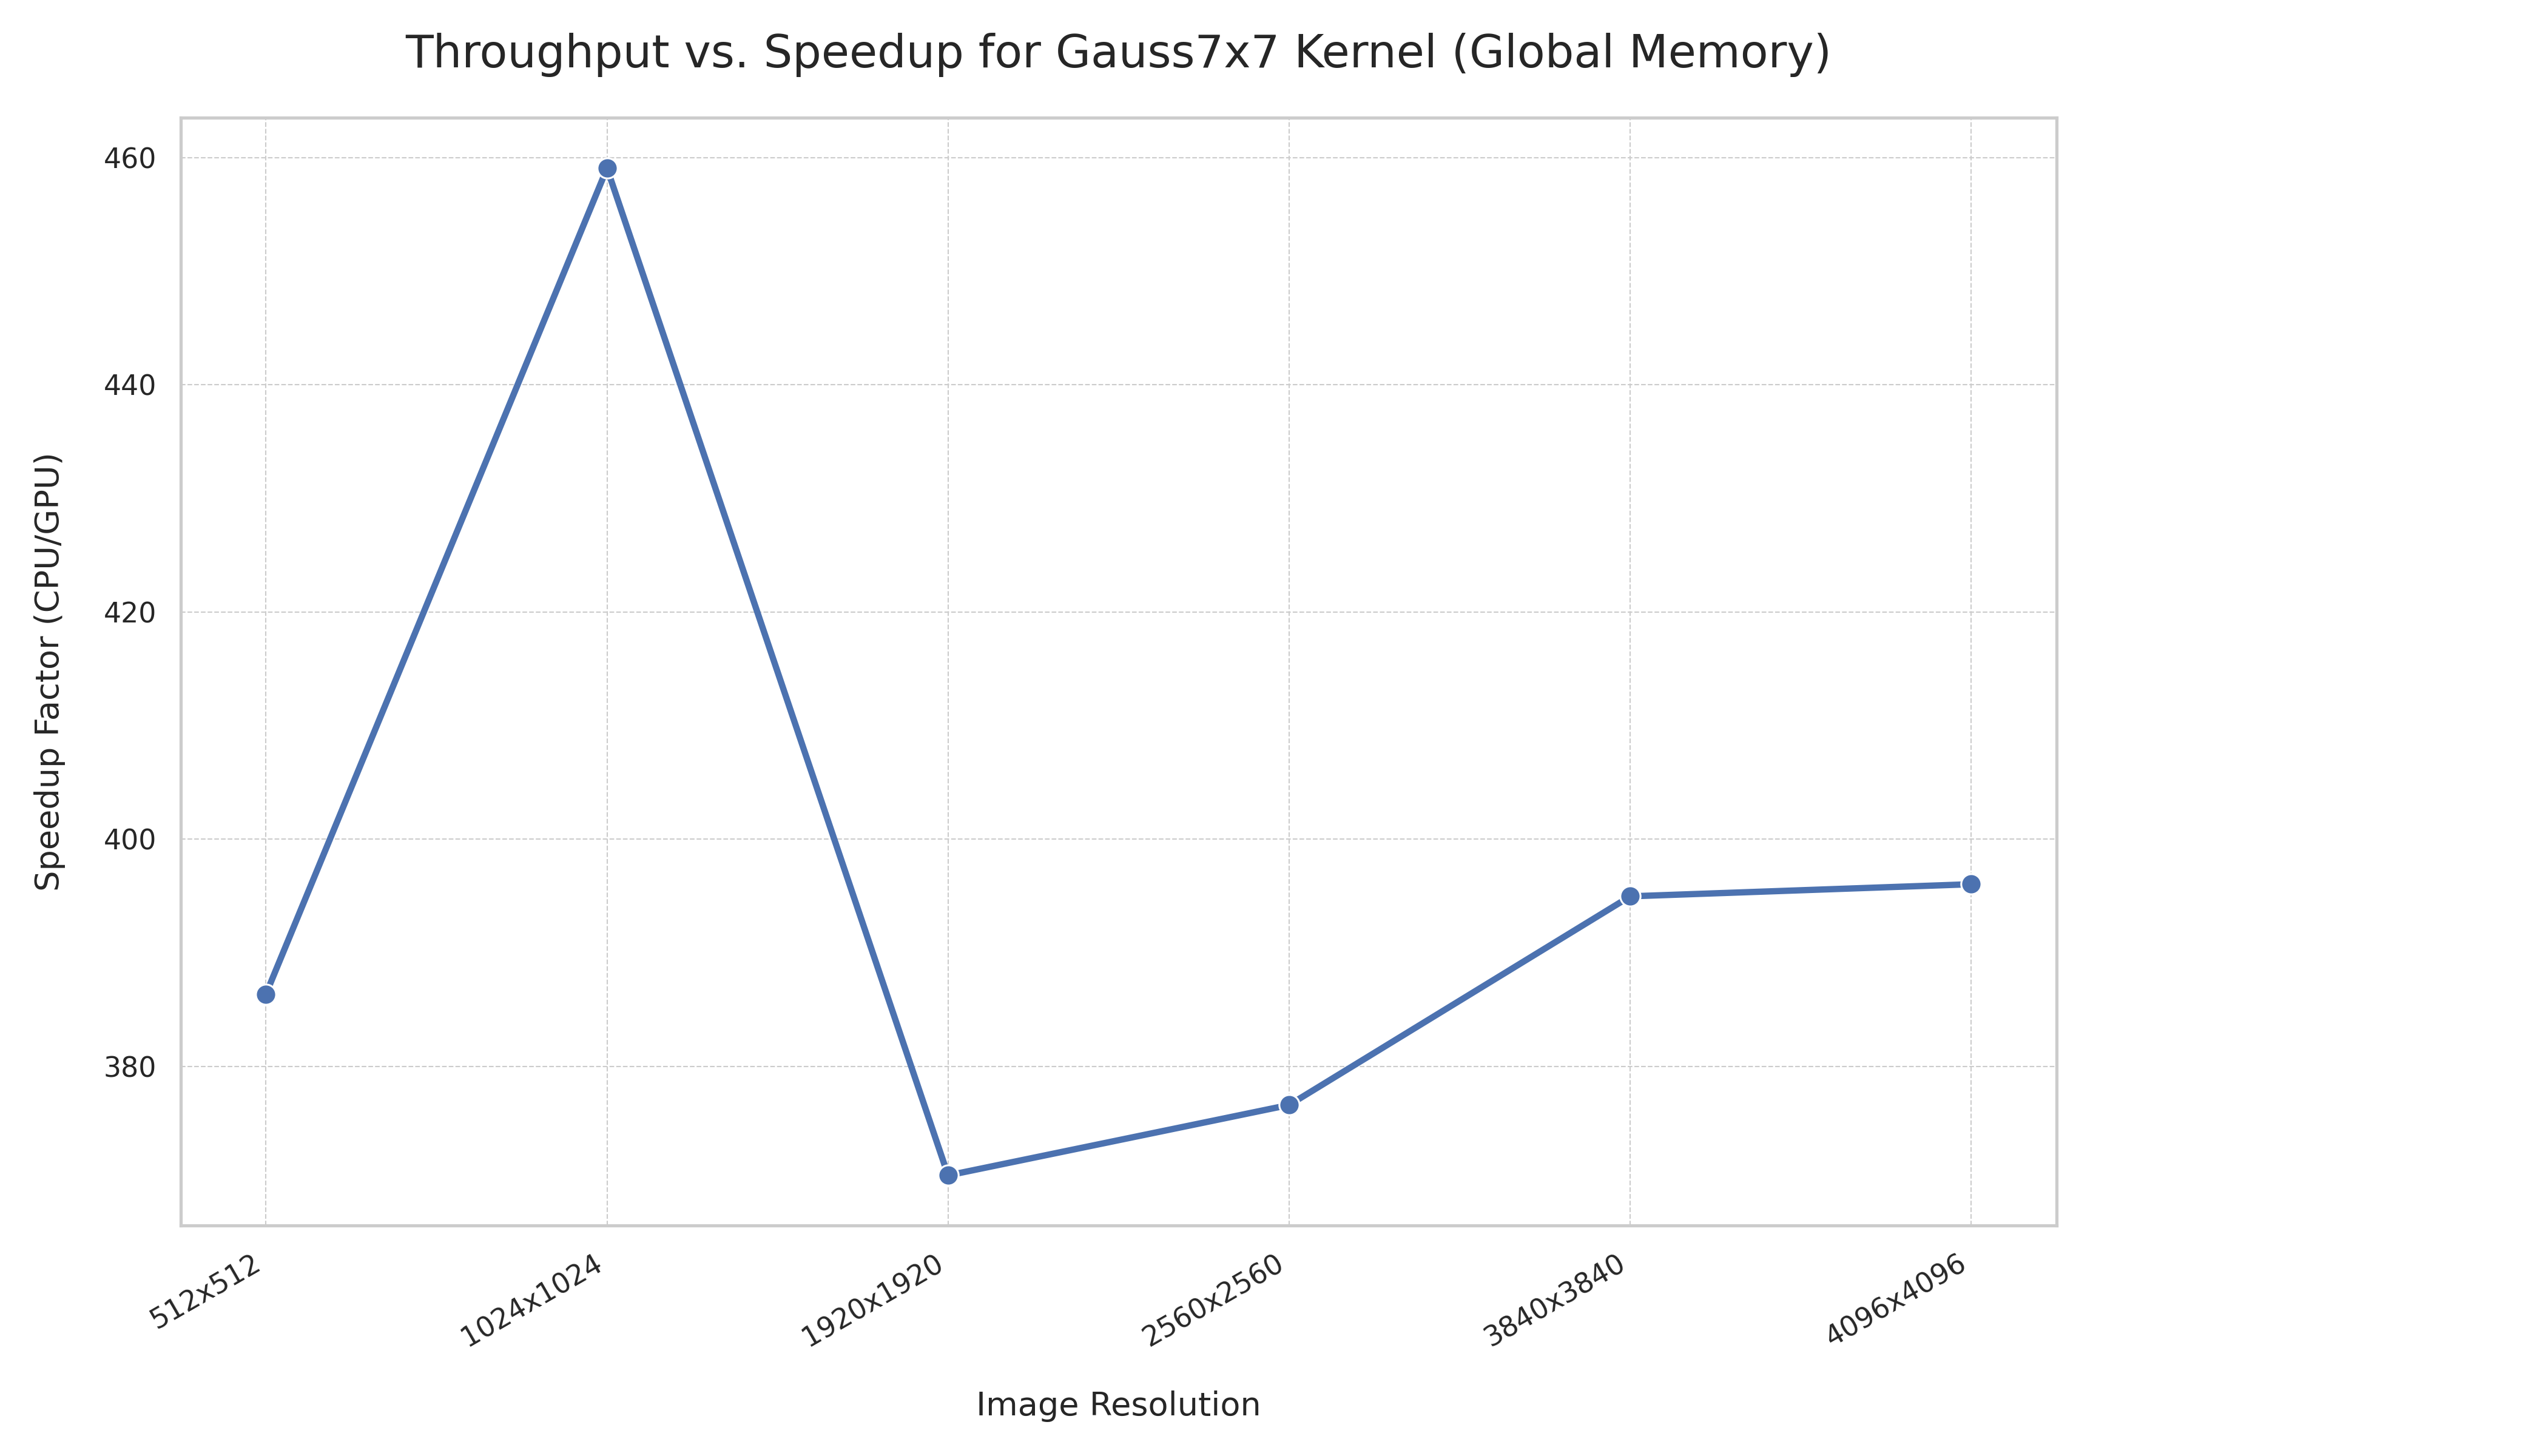 Throughput vs. Speedup for Gauss7x7 Kernel (Global Memory)
Speedup Factor (CPU/GPU)
460
440
420
400
380
512x512
1024x1024
1920x1920
2560x2560
3840x3840
4096x4096
Image Resolution